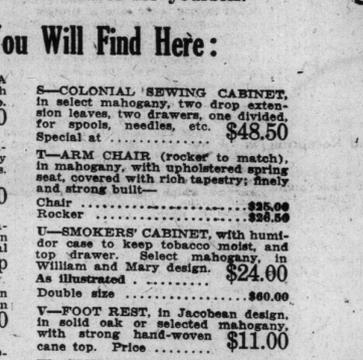 ou Will Find Here:
S—COLONIAL SEWING CABINET,
in select mahogany, two drop exten-
sion leaves, two drawers, one divided,
for spools, needles, etc.
Special at .............. $48.50
T—ARM CHAIR (rocker to match),
in mahogany, with upholstered spring
seat, covered with rich tapestry; finely
and strong built—
Chair ..................... $25.00
Rocker .................... $26.50
U—SMOKERS' CABINET, with humi-
dor case to keep tobacco moist, and
top drawer. Select mahogany, in
William and Mary design.
As illustrated .......... $24.00
Double size ................ $60.00
V—FOOT REST, in Jacobean design,
in solid oak or selected mahogany,
with strong hand-woven
cane top. Price ..... $11.00